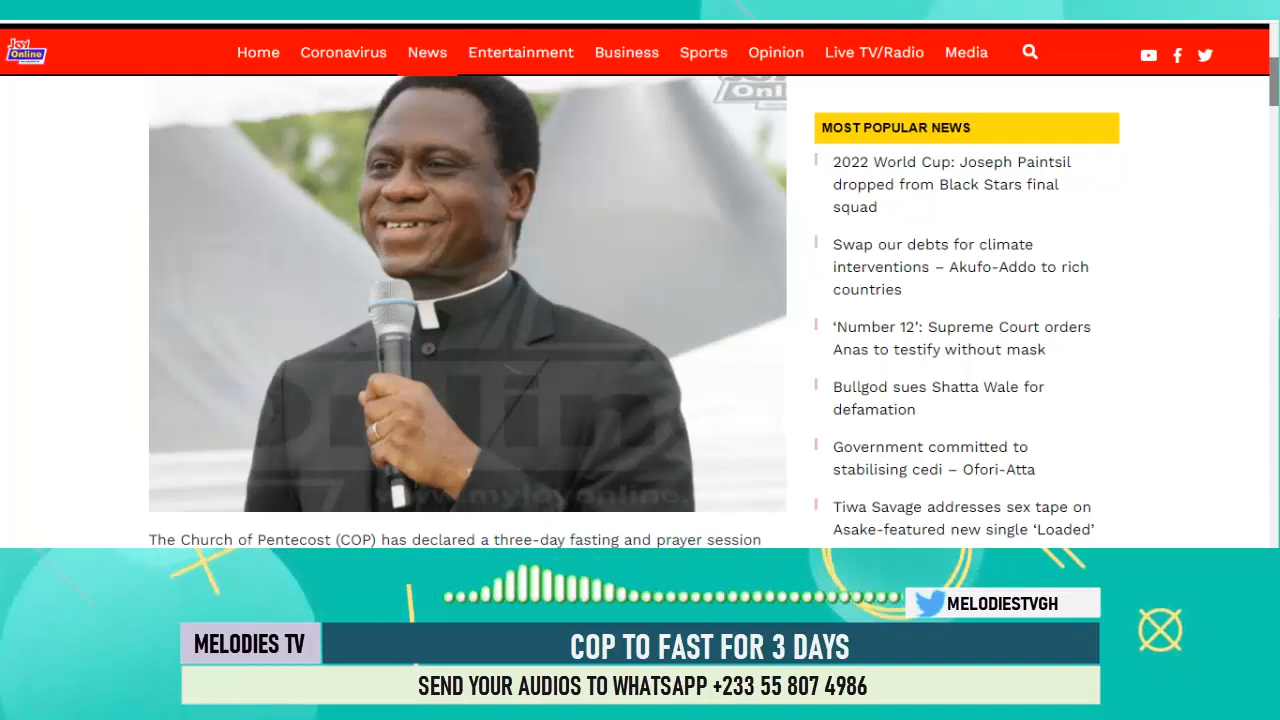 JOY
Online
Home Coronavirus News Entertainment Business Sports Opinion Live TV/Radio Media
Onli
MOST POPULAR NEWS
2022 World Cup: Joseph Paintsil
dropped from Black Stars final
squad
Swap our debts for climate
interventions – Akufo-Addo to rich
countries
‘Number 12’: Supreme Court orders
Anas to testify without mask
Bullgod sues Shatta Wale for
defamation
Government committed to
stabilising cedi – Ofori-Atta
Tiwa Savage addresses sex tape on
Asake-featured new single ‘Loaded’
www.myjoyonline.
The Church of Pentecost (COP) has declared a three-day fasting and prayer session
MELODIESTVGH
MELODIES TV
COP TO FAST FOR 3 DAYS
SEND YOUR AUDIOS TO WHATSAPP +233 55 807 4986